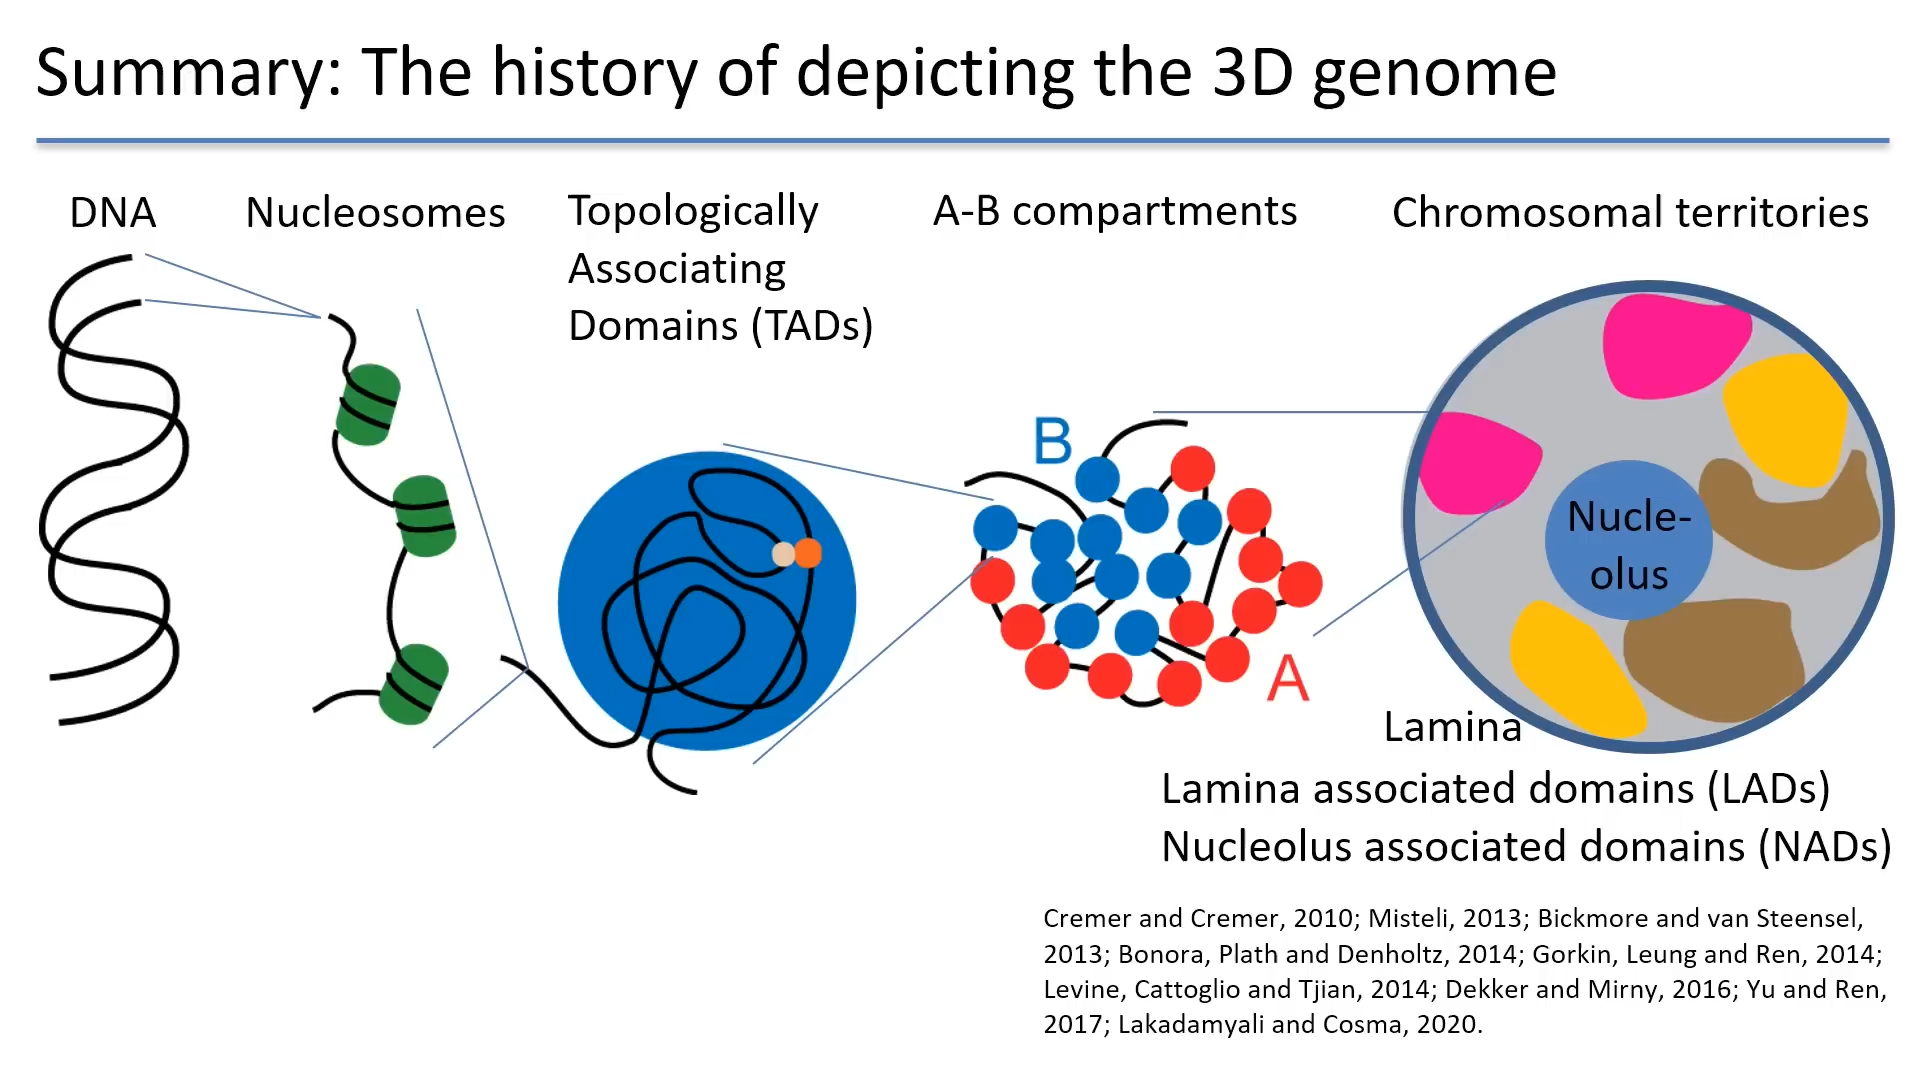 Summary: The history of depicting the 3D genome
DNA
Nucleosomes
Topologically
Associating
Domains (TADs)
A-B compartments
Chromosomal territories
B
A
Nucle-
olus
Lamina
Lamina associated domains (LADs)
Nucleolus associated domains (NADs)
Cremer and Cremer, 2010; Misteli, 2013; Bickmore and van Steensel,
2013; Bonora, Plath and Denholtz, 2014; Gorkin, Leung and Ren, 2014;
Levine, Cattoglio and Tjian, 2014; Dekker and Mirny, 2016; Yu and Ren,
2017; Lakadamyali and Cosma, 2020.